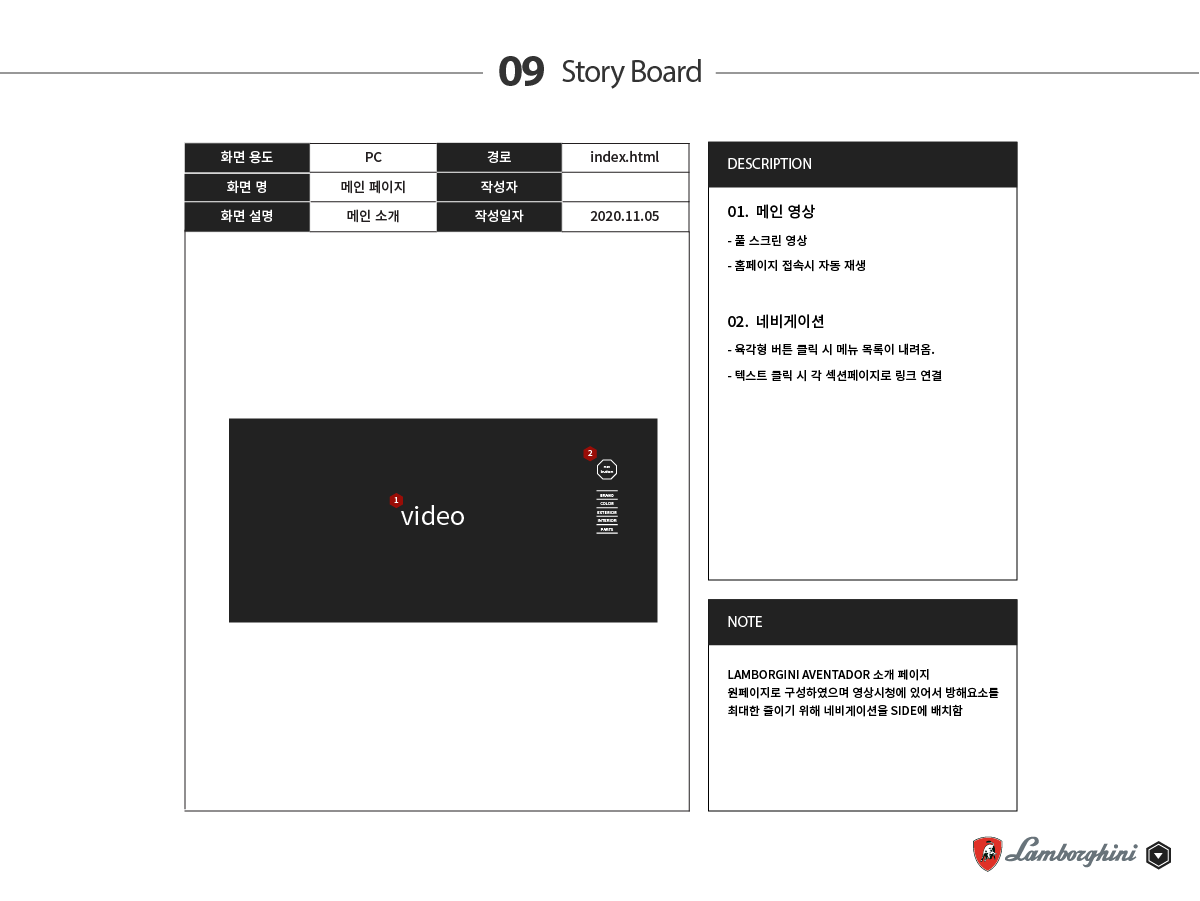 09 Story Board
화면 용도 PC 경로 index.html
화면 명 메인 페이지 작성자
화면 설명 메인 소개 작성일자 2020.11.05
1
video
2
nav
button
BRAND
COLOR
EXTERIOR
INTERIOR
PARTS
DESCRIPTION
01. 메인 영상
- 풀 스크린 영상
- 홈페이지 접속시 자동 재생
02. 네비게이션
- 육각형 버튼 클릭 시 메뉴 목록이 내려옴.
- 텍스트 클릭 시 각 섹션페이지로 링크 연결
NOTE
LAMBORGINI AVENTADOR 소개 페이지
원페이지로 구성하였으며 영상시청에 있어서 방해요소를
최대한 줄이기 위해 네비게이션을 SIDE에 배치함
Lamborghini